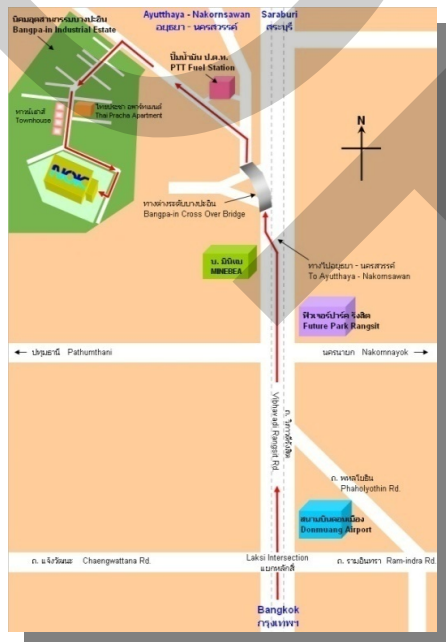 นิคมอุตสาหกรรมบางปะอิน
Bangpa-in Industrial Estate
Ayutthaya - Nakornsawan
อยุธยา - นครสวรรค์
Saraburi
สระบุรี
ปั๊มน้ำมัน ป.ต.ท.
PTT Fuel Station
ทาวน์เฮาส์
Townhouse
ไทยประชา อพาร์ทเมนท์
Thai Pracha Apartment
N
ทางต่างระดับบางปะอิน
Bangpa-in Cross Over Bridge
บ. มินิแบ
MINEBEA
ทางไปอยุธยา - นครสวรรค์
To Ayutthaya - Nakornsawan
ฟิวเจอร์ปาร์ค รังสิต
Future Park Rangsit
ปทุมธานี Pathumthani
นครนายก Nakornnayok
Vibhavadi Rangsit Rd.
ถ. วิภาวดีรังสิต
ถ. พหลโยธิน
Phaholyothin Rd.
สนามบินดอนเมือง
Donmuang Airport
ถ. แจ้งวัฒนะ Chaengwattana Rd.
Laksi Intersection
แยกหลักสี่
ถ. รามอินทรา Ram-indra Rd.
Bangkok
กรุงเทพฯ